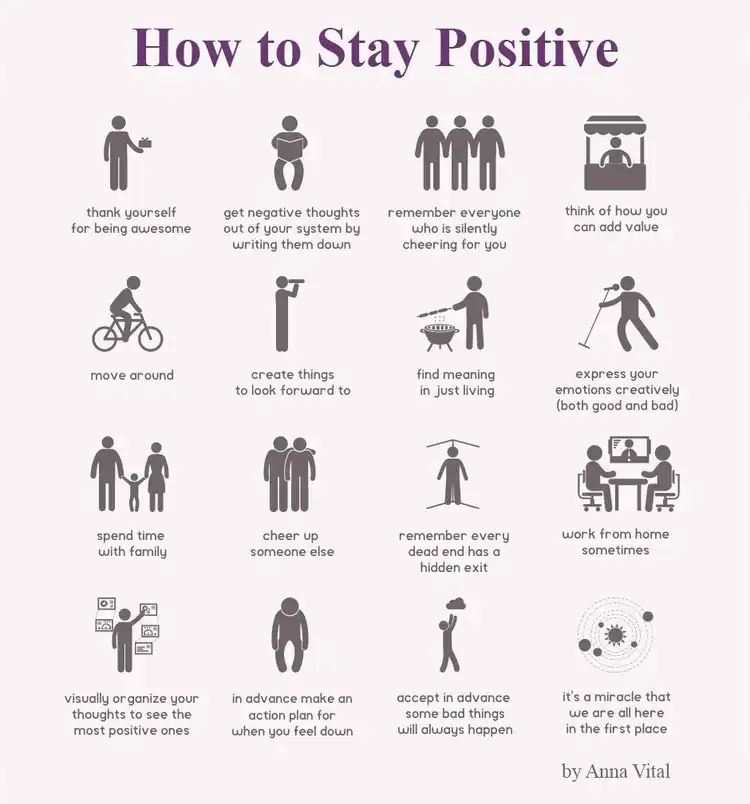 How to Stay Positive
thank yourself
for being awesome
get negative thoughts
out of your system by
writing them down
remember everyone
who is silently
cheering for you
think of how you
can add value
move around
create things
to look forward to
find meaning
in just living
express your
emotions creatively
(both good and bad)
spend time
with family
cheer up
someone else
remember every
dead end has a
hidden exit
work from home
sometimes
visually organize your
thoughts to see the
most positive ones
in advance make an
action plan for
when you feel down
accept in advance
some bad things
will always happen
it's a miracle that
we are all here
in the first place
by Anna Vital